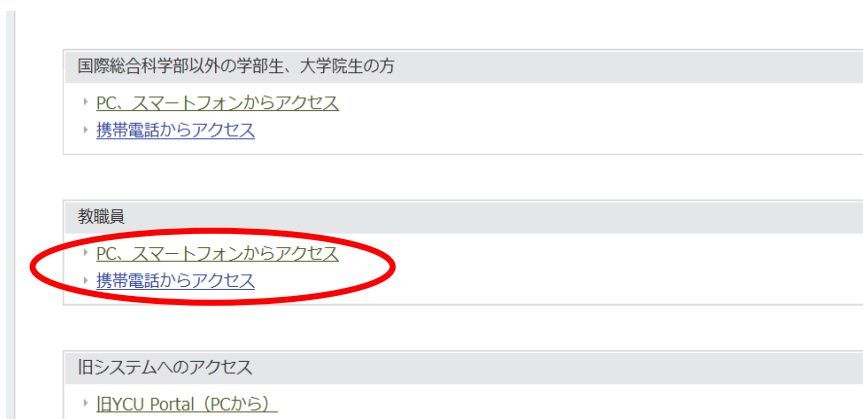 国際総合科学部以外の学部生、大学院生の方
PC、スマートフォンからアクセス
携帯電話からアクセス
教職員
PC、スマートフォンからアクセス
携帯電話からアクセス
旧システムへのアクセス
旧YCU Portal（PCから）